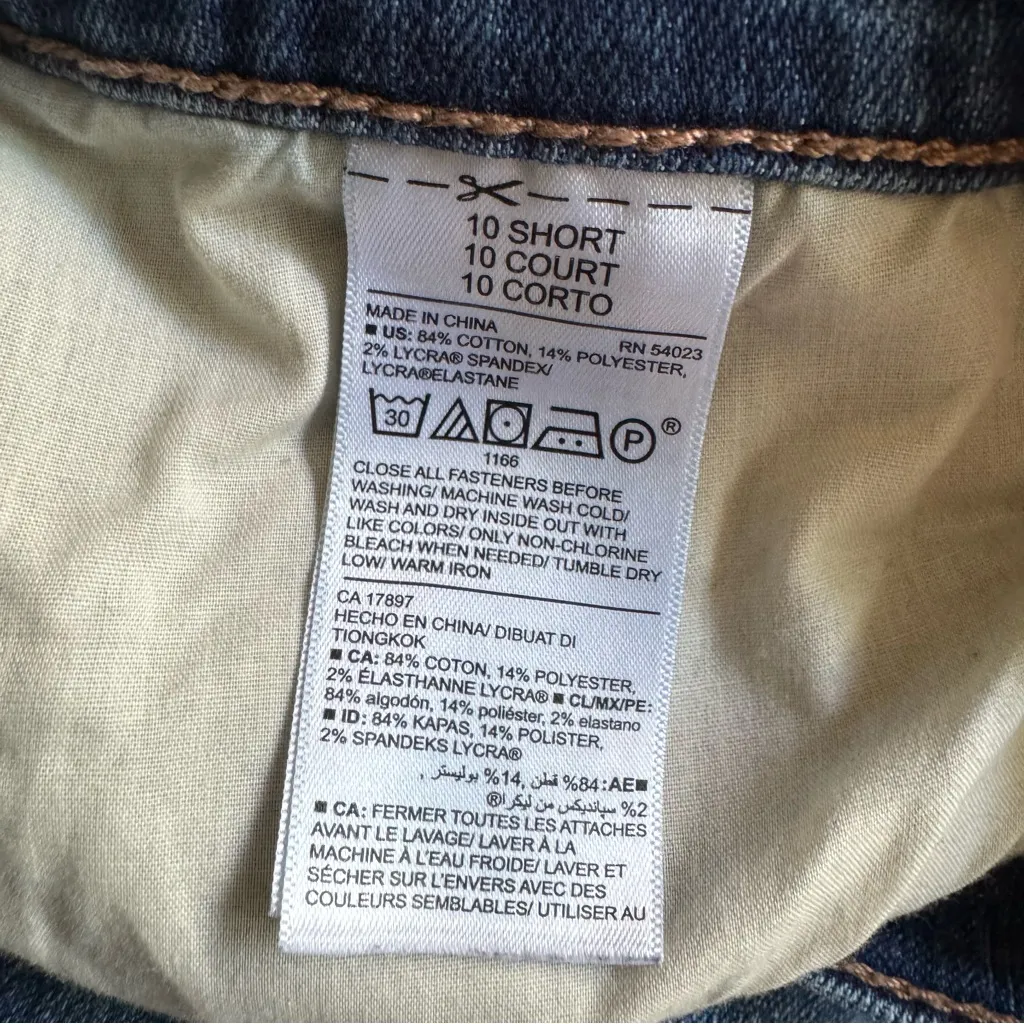 10 SHORT
10 COURT
10 CORTO
MADE IN CHINA
RN 54023
■ US: 84% COTTON, 14% POLYESTER,
2% LYCRA® SPANDEX/
LYCRA®ELASTANE
30
P ®
1166
CLOSE ALL FASTENERS BEFORE
WASHING/ MACHINE WASH COLD/
WASH AND DRY INSIDE OUT WITH
LIKE COLORS/ ONLY NON-CHLORINE
BLEACH WHEN NEEDED/ TUMBLE DRY
LOW/ WARM IRON
CA 17897
HECHO EN CHINA/ DIBUAT DI
TIONGKOK
■ CA: 84% COTON, 14% POLYESTER,
2% ÉLASTHANNE LYCRA® ■ CL/MX/PE:
84% algodón, 14% poliéster, 2% elastano
■ ID: 84% KAPAS, 14% POLISTER,
2% SPANDEKS LYCRA®
■AE: 84% قطن, 14% بوليستر ,
2% سباندبكس من ليكرا®
■ CA: FERMER TOUTES LES ATTACHES
AVANT LE LAVAGE/ LAVER À LA
MACHINE À L'EAU FROIDE/ LAVER ET
SÉCHER SUR L'ENVERS AVEC DES
COULEURS SEMBLABLES/ UTILISER AU